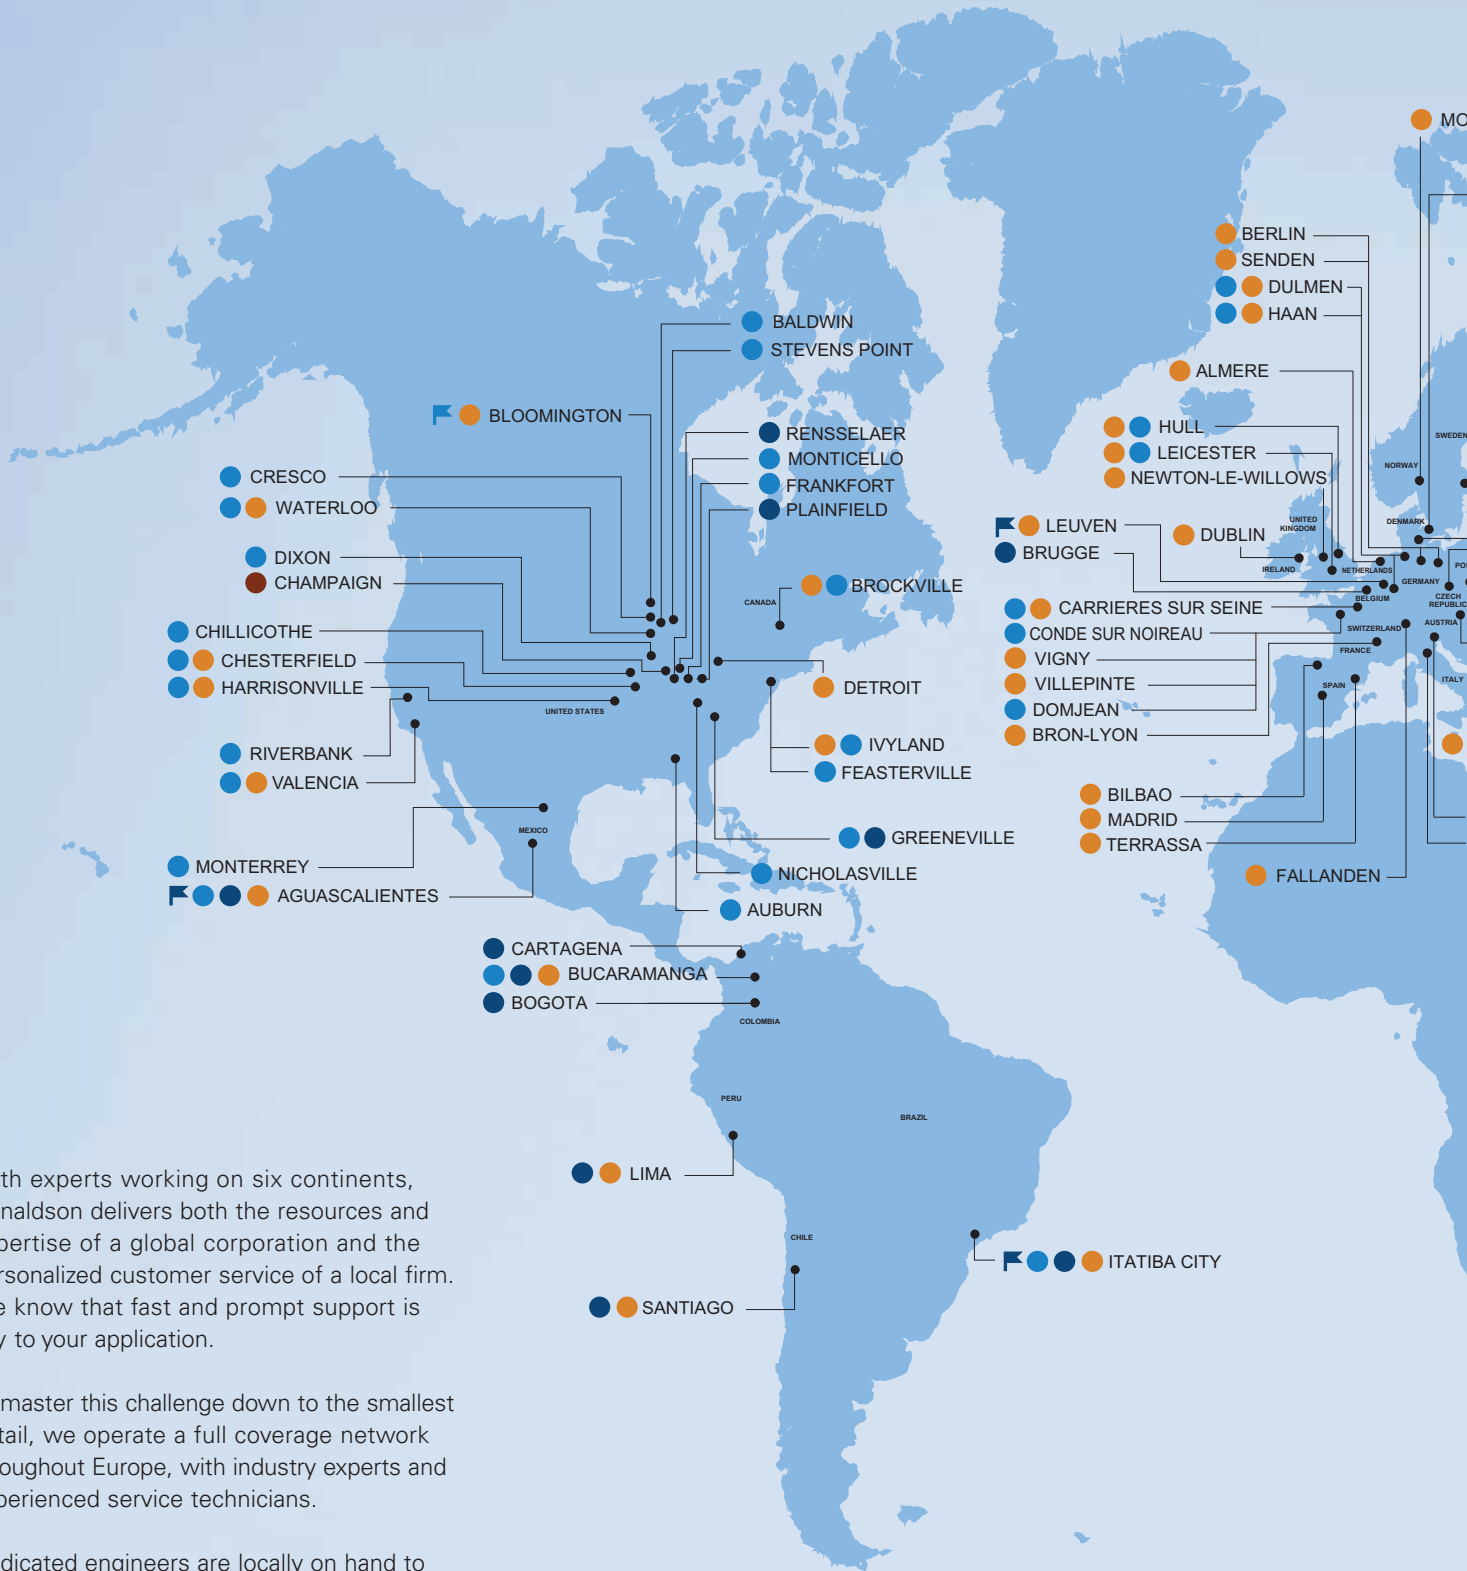 MO
BERLIN
SENDEN
DULMEN
HAAN
BALDWIN
STEVENS POINT
ALMERE
BLOOMINGTON
HULL
LEICESTER
NEWTON-LE-WILLOWS
RENSSELAER
MONTICELLO
FRANKFORT
PLAINFIELD
SWEDEN
NORWAY
CRESCO
WATERLOO
LEUVEN
BRUGGE
DUBLIN
UNITED
KINGDOM
DENMARK
IRELAND
NETHERLANDS
GERMANY
PO
BELGIUM
CZECH
REPUBLIC
DIXON
CHAMPAIGN
BROCKVILLE
CANADA
CARRIERES SUR SEINE
CONDE SUR NOIREAU
VIGNY
VILLEPINTE
DOMJEAN
BRON-LYON
SWITZERLAND
AUSTRIA
FRANCE
SPAIN
ITALY
CHILLICOTHE
CHESTERFIELD
HARRISONVILLE
UNITED STATES
DETROIT
RIVERBANK
VALENCIA
IVYLAND
FEASTERVILLE
BILBAO
MADRID
TERRASSA
MEXICO
GREENEVILLE
MONTERREY
AGUASCALIENTES
NICHOLASVILLE
AUBURN
FALLANDEN
CARTAGENA
BUCARAMANGA
BOGOTA
COLOMBIA
PERU
BRAZIL
LIMA
CHILE
ITATIBA CITY
SANTIAGO
th experts working on six continents,
naldson delivers both the resources and
pertise of a global corporation and the
rsonalized customer service of a local firm.
e know that fast and prompt support is
y to your application.
master this challenge down to the smallest
tail, we operate a full coverage network
roughout Europe, with industry experts and
perienced service technicians.
dicated engineers are locally on hand to